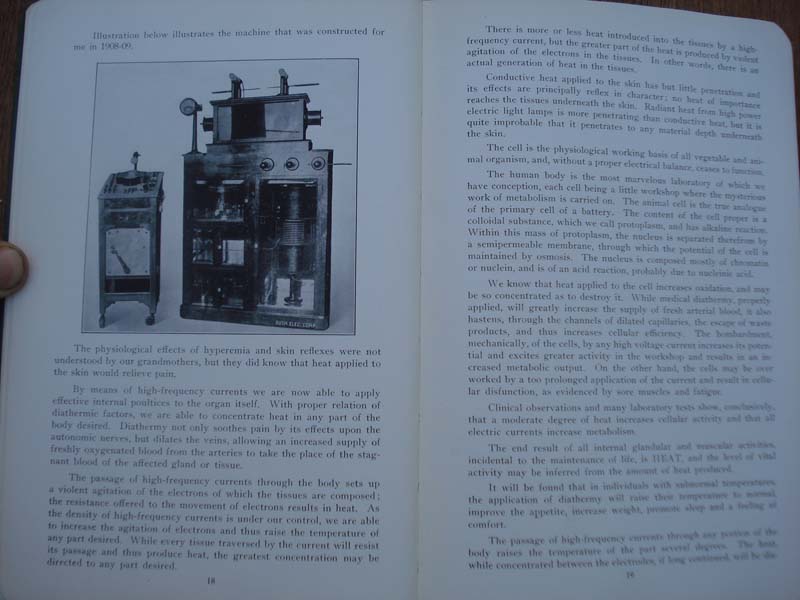 Illustration below illustrates the machine that was constructed for
me in 1908-09.
BETA ELEC. CORP.
The physiological effects of hyperemia and skin reflexes were not
understood by our grandmothers, but they did know that heat applied to
the skin would relieve pain.
By means of high-frequency currents we are now able to apply
effective internal poultices to the organ itself. With proper relation of
diathermic factors, we are able to concentrate heat in any part of the
body desired. Diathermy not only soothes pain by its effects upon the
autonomic nerves, but dilates the veins, allowing an increased supply of
freshly oxygenated blood from the arteries to take the place of the stag-
nant blood of the affected gland or tissue.
The passage of high-frequency currents through the body sets up
a violent agitation of the electrons of which the tissues are composed;
the resistance offered to the movement of electrons results in heat. As
the density of high-frequency currents is under our control, we are able
to increase the agitation of electrons and thus raise the temperature of
any part desired. While every tissue traversed by the current will resist
its passage and thus produce heat, the greatest concentration may be
directed to any part desired.
18
There is more or less heat introduced into the tissues by a high-
frequency current, but the greater part of the heat is produced by violent
agitation of the electrons in the tissues. In other words, there is an
actual generation of heat in the tissues.
Conductive heat applied to the skin has but little penetration and
its effects are principally reflex in character; no heat of importance
reaches the tissues underneath the skin. Radiant heat from high power
electric light lamps is more penetrating than conductive heat, but it is
quite improbable that it penetrates to any material depth underneath
the skin.
The cell is the physiological working basis of all vegetable and ani-
mal organism, and, without a proper electrical balance, ceases to function.
The human body is the most marvelous laboratory of which we
have conception, each cell being a little workshop where the mysterious
work of metabolism is carried on. The animal cell is the true analogue
of the primary cell of a battery. The content of the cell proper is a
colloidal substance, which we call protoplasm, and has alkaline reaction.
Within this mass of protoplasm, the nucleus is separated therefrom by
a semipermeable membrane, through which the potential of the cell is
maintained by osmosis. The nucleus is composed mostly of chromatin
or nuclein, and is of an acid reaction, probably due to nucleinic acid.
We know that heat applied to the cell increases oxidation, and may
be so concentrated as to destroy it. While medical diathermy, properly
applied, will greatly increase the supply of fresh arterial blood, it also
hastens, through the channels of dilated capillaries, the escape of waste
products, and thus increases cellular efficiency. The bombardment,
mechanically, of the cells, by any high voltage current increases its poten-
tial and excites greater activity in the workshop and results in an in-
creased metabolic output. On the other hand, the cells may be over
worked by a too prolonged application of the current and result in cellu-
lar disfunction, as evidenced by sore muscles and fatigue.
Clinical observations and many laboratory tests show, conclusively,
that a moderate degree of heat increases cellular activity and that all
electric currents increase metabolism.
The end result of all internal glandular and muscular activities,
incidental to the maintenance of life, is HEAT, and the level of vital
activity may be inferred from the amount of heat produced.
It will be found that in individuals with subnormal temperatures,
the application of diathermy will raise their temperature to normal,
improve the appetite, increase weight, promote sleep and a feeling of
comfort.
The passage of high-frequency currents through any portion of the
body raises the temperature of the part several degrees. The heat,
while concentrated between the electrodes, if long continued, will be dis-